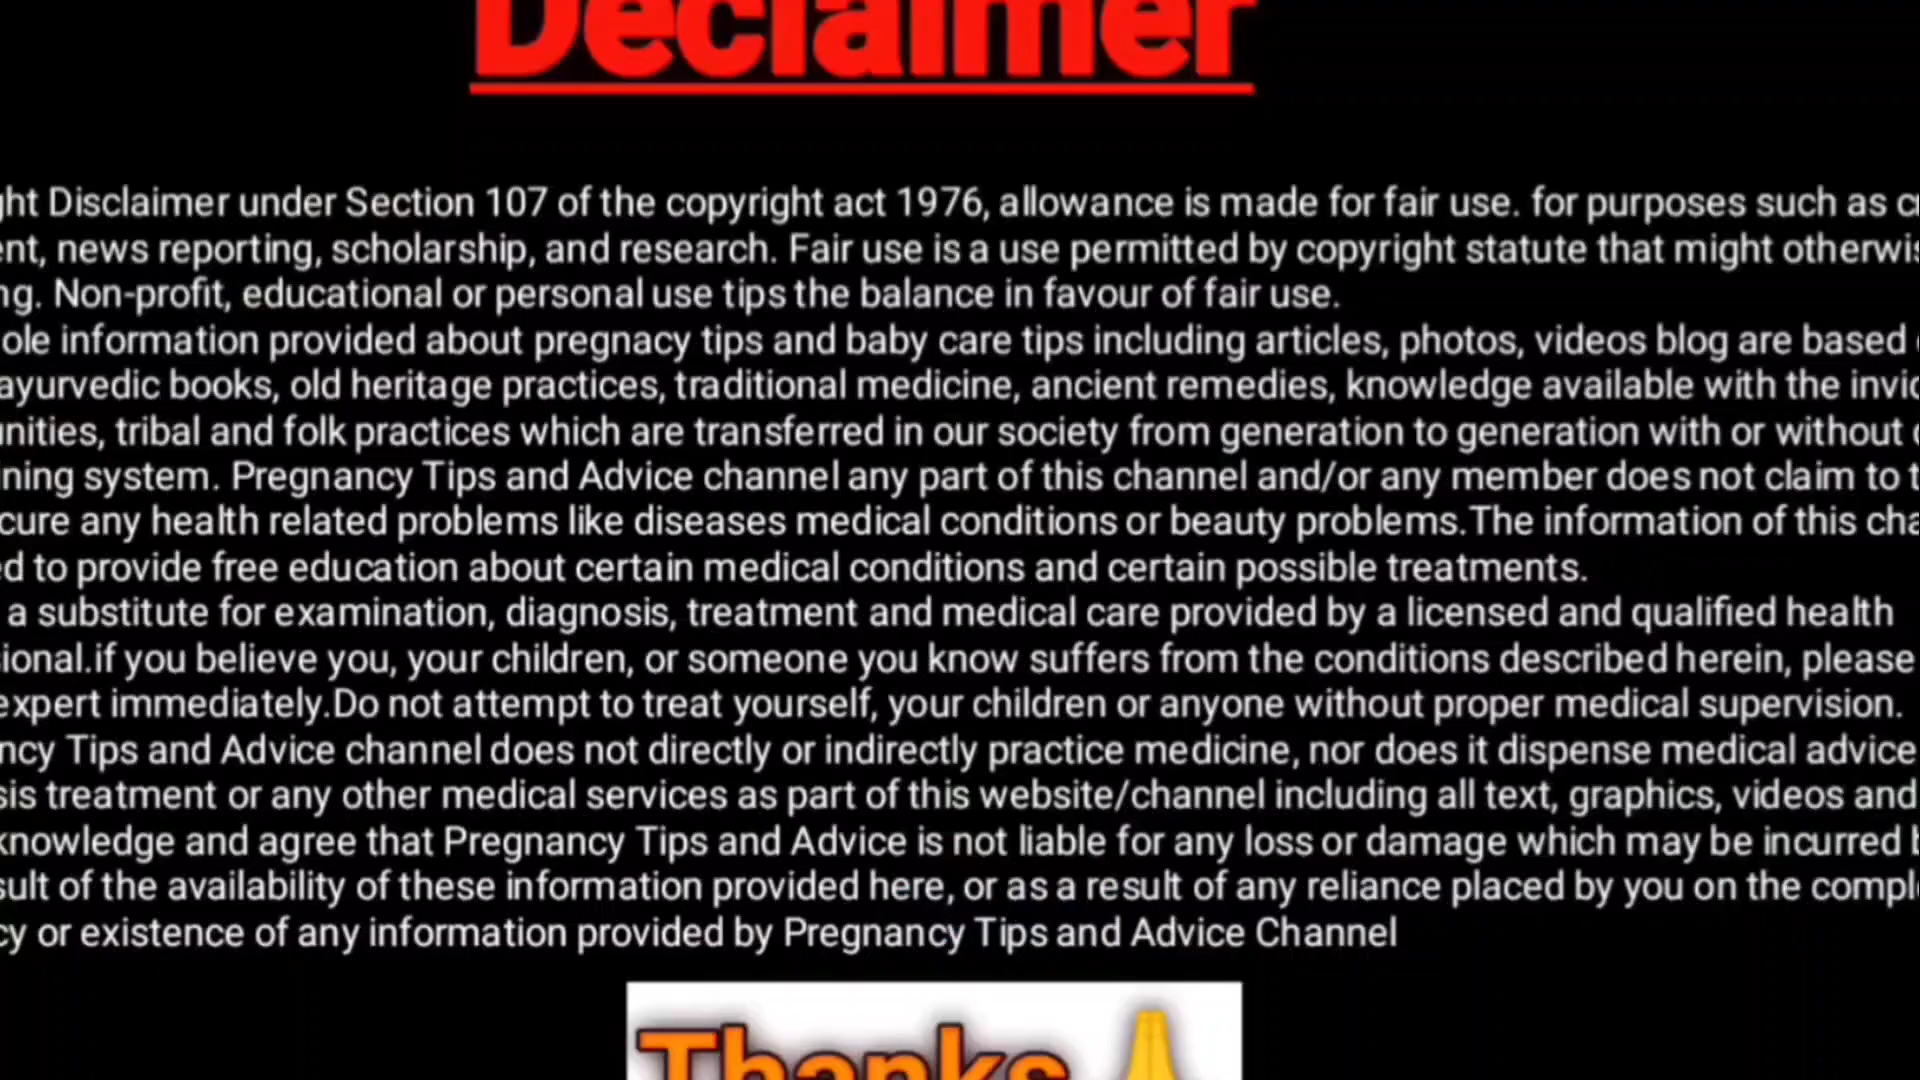 Declaimer
ht Disclaimer under Section 107 of the copyright act 1976, allowance is made for fair use. for purposes such as
news reporting, scholarship, and research. Fair use is a use permitted by copyright statute that might
Non-profit, educational or personal use tips the balance in favour of fair use.
ole information provided about pregnacy tips and baby care tips including articles, photos, videos blog are based
ayurvedic books, old heritage practices, traditional medicine, ancient remedies, knowledge available with the
nities, tribal and folk practices which are transferred in our society from generation to generation with or without
ning system. Pregnancy Tips and Advice channel any part of this channel and/or any member does not claim to
cure any health related problems like diseases medical conditions or beauty problems.The information of this
ed to provide free education about certain medical conditions and certain possible treatments.
a substitute for examination, diagnosis, treatment and medical care provided by a licensed and qualified health
ional.if you believe you, your children, or someone you know suffers from the conditions described herein, please
expert immediately.Do not attempt to treat yourself, your children or anyone without proper medical supervision.
ncy Tips and Advice channel does not directly or indirectly practice medicine, nor does it dispense medical advice
sis treatment or any other medical services as part of this website/channel including all text, graphics, videos and
knowledge and agree that Pregnancy Tips and Advice is not liable for any loss or damage which may be incurred
sult of the availability of these information provided here, or as a result of any reliance placed by you on the
cy or existence of any information provided by Pregnancy Tips and Advice Channel
Thanks